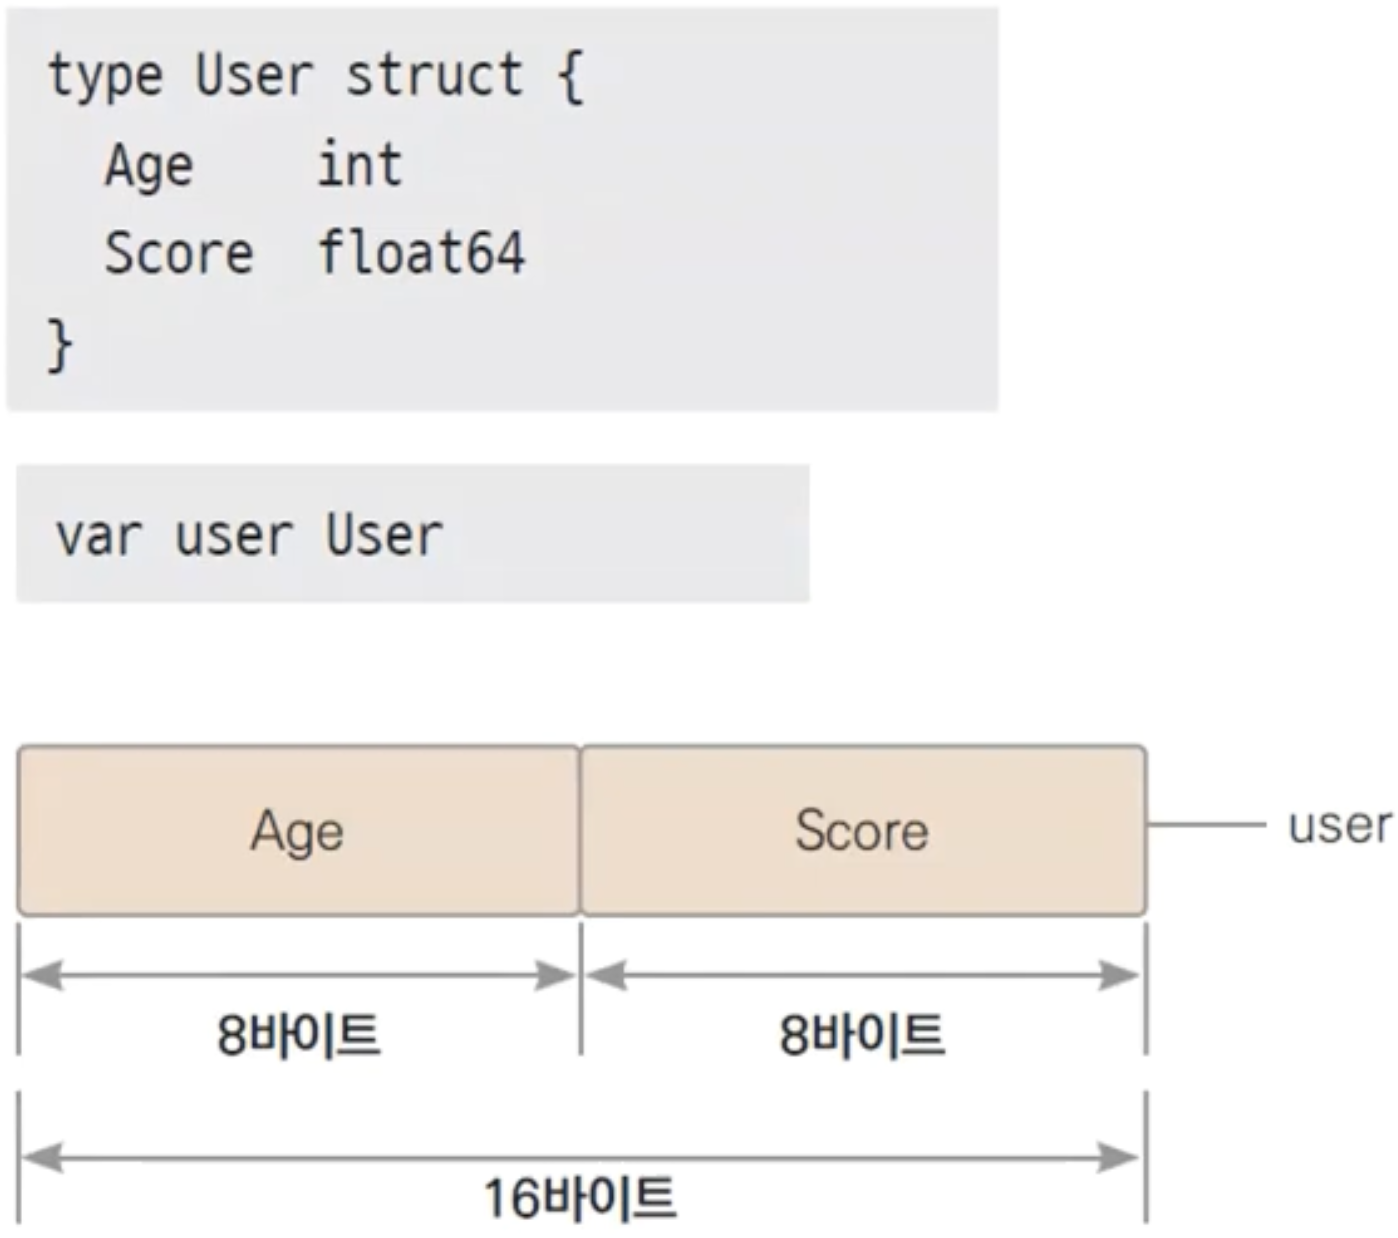 type User struct {
Age int
Score float64
}
var user User
Age Score user
8바이트 8바이트
16바이트